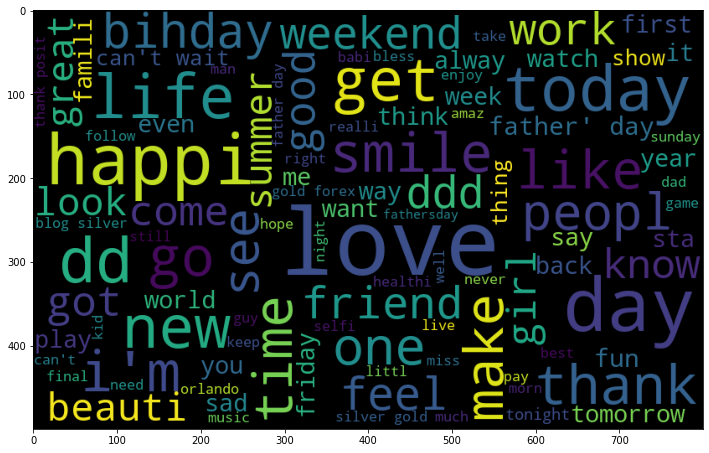 0
100
200
300
400
thank posit
great
famili
bihday
can't wait
man
weekend
babi
bless
take
work
first
alway
watch
show
it
life
father day
good
get
enjoy
week
today
follow
even
summer
think
amaz
father' day
sunday
happi
realli
right
smile
like
year
me
gold forex
way
ddd
thing
dad
game
look
blog silver
come
see
hope
want
fathersday
peopl
say
sta
still
night
love
dd
go
healthi
well
never
back
know
got
world
friend
girl
day
play
kid
new
guy
keep
time
selfi
live
make
one
can't
final
i'm
need
you
orlando
friday
littl
miss
best
fun
pay
morn
thank
beauti
sad
music
feel
silver gold
much
tonight
tomorrow
0 100 200 300 400 500 600 700